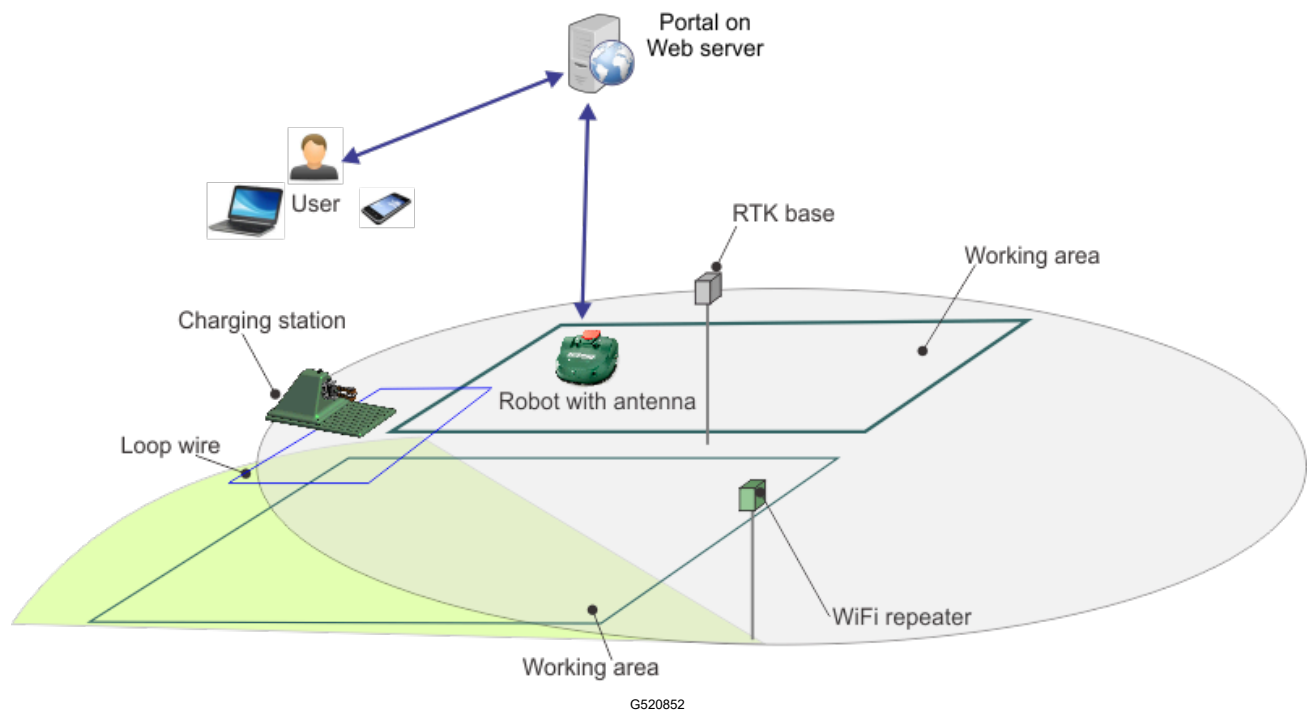 Portal on
Web server
User
RTK base
Working area
Charging station
Robot with antenna
Loop wire
WiFi repeater
Working area
G520852